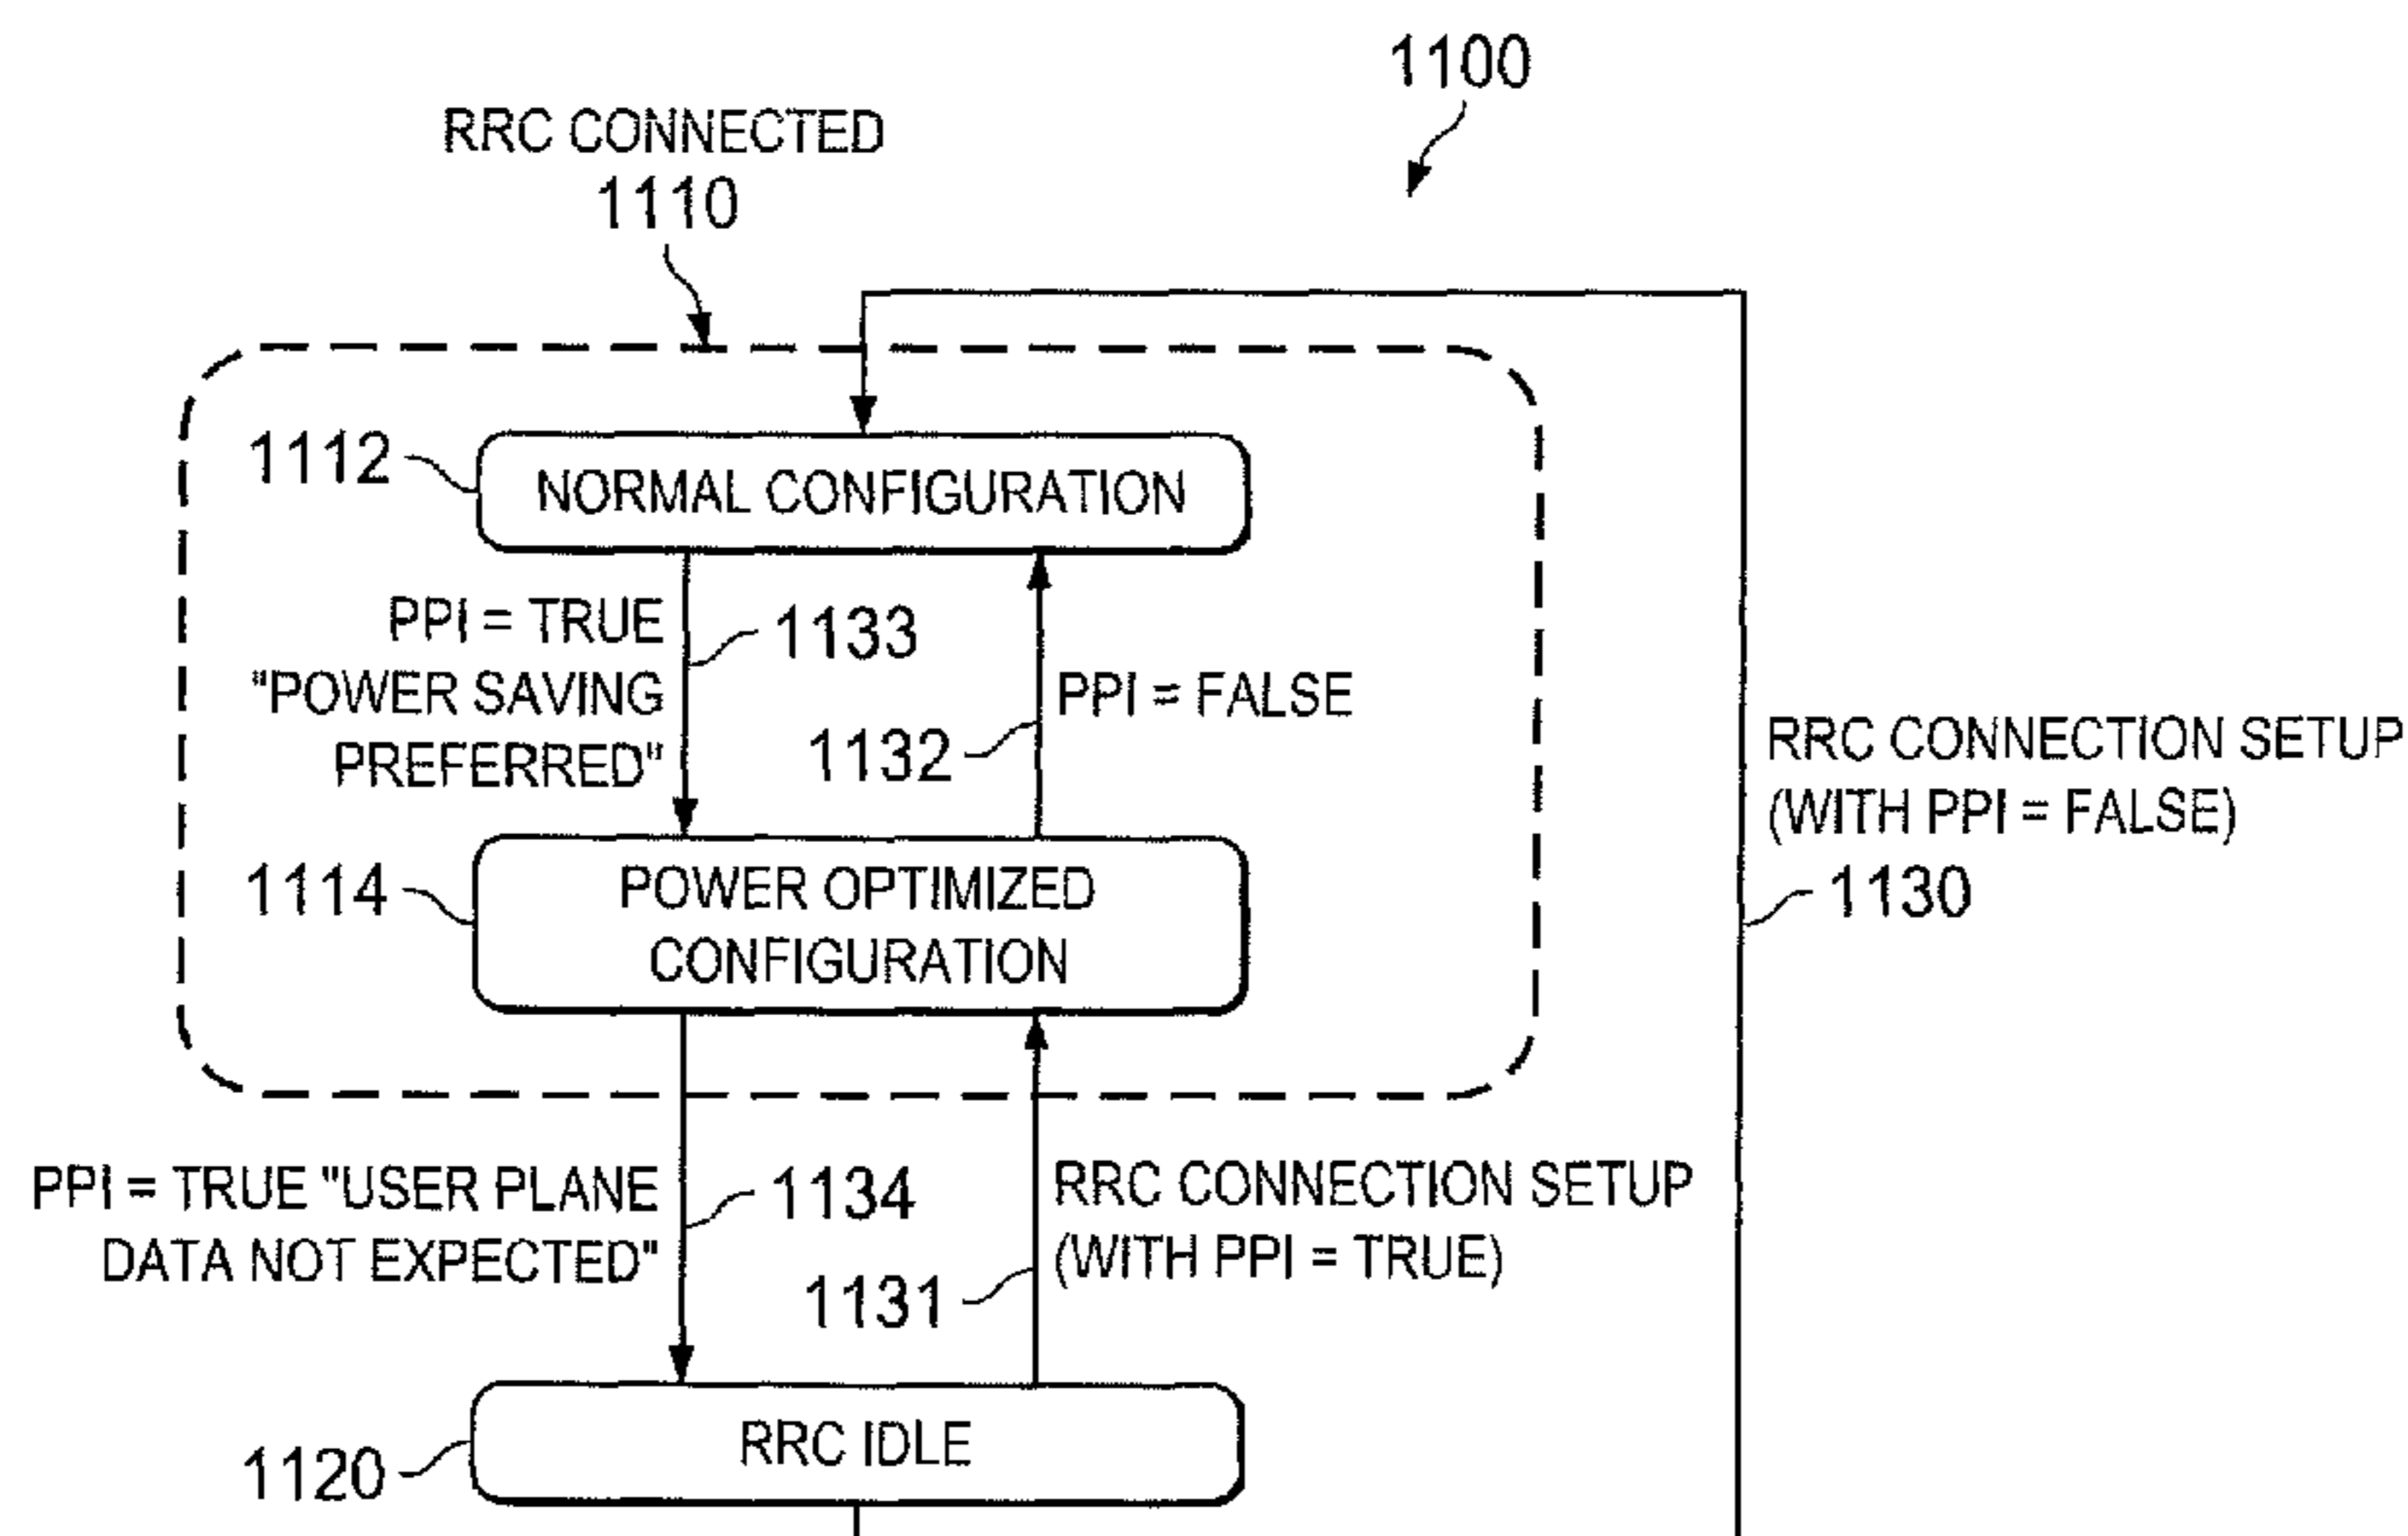 1100
RRC CONNECTED
1110
1112
NORMAL CONFIGURATION
PPI = TRUE
"POWER SAVING
PREFERRED"
1133
PPI = FALSE
1132
RRC CONNECTION SETUP
(WITH PPI = FALSE)
1130
1114
POWER OPTIMIZED
CONFIGURATION
PPI = TRUE "USER PLANE
DATA NOT EXPECTED"
1134
RRC CONNECTION SETUP
(WITH PPI = TRUE)
1131
1120
RRC IDLE